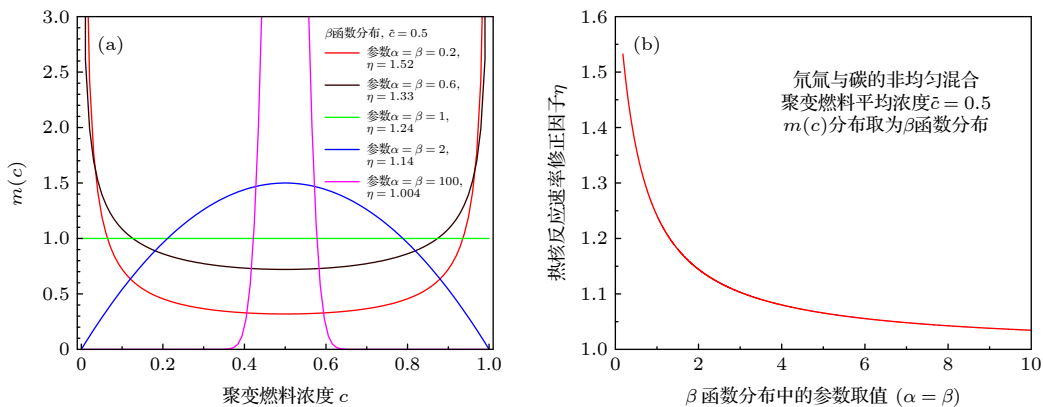 (a)
m(c)
3.0
2.5
2.0
1.5
1.0
0.5
0
0
0.2
0.4
0.6
0.8
1.0
聚变燃料浓度 c
β函数分布, c̄ = 0.5
参数α = β = 0.2,
η = 1.52
参数α = β = 0.6,
η = 1.33
参数α = β = 1,
η = 1.24
参数α = β = 2,
η = 1.14
参数α = β = 100,
η = 1.004
(b)
热核反应速率修正因子η
1.6
1.5
1.4
1.3
1.2
1.1
1.0
0
2
4
6
8
10
β 函数分布中的参数取值 (α = β)
氘氚与碳的非均匀混合
聚变燃料平均浓度c̄ = 0.5
m(c)分布取为β函数分布